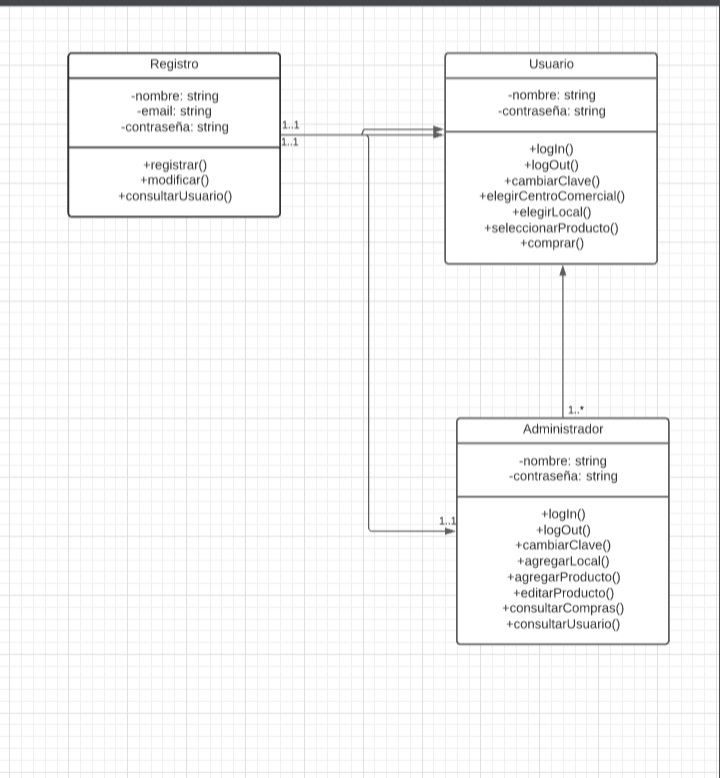 Registro
-nombre: string
-email: string
-contraseña: string
+registrar()
+modificar()
+consultarUsuario()
1..1
1..1
Usuario
-nombre: string
-contraseña: string
+logIn()
+logOut()
+cambiarClave()
+elegirCentroComercial()
+elegirLocal()
+seleccionarProducto()
+comprar()
1..*
1..1
Administrador
-nombre: string
-contraseña: string
+logIn()
+logOut()
+cambiarClave()
+agregarLocal()
+agregarProducto()
+editarProducto()
+consultarCompras()
+consultarUsuario()